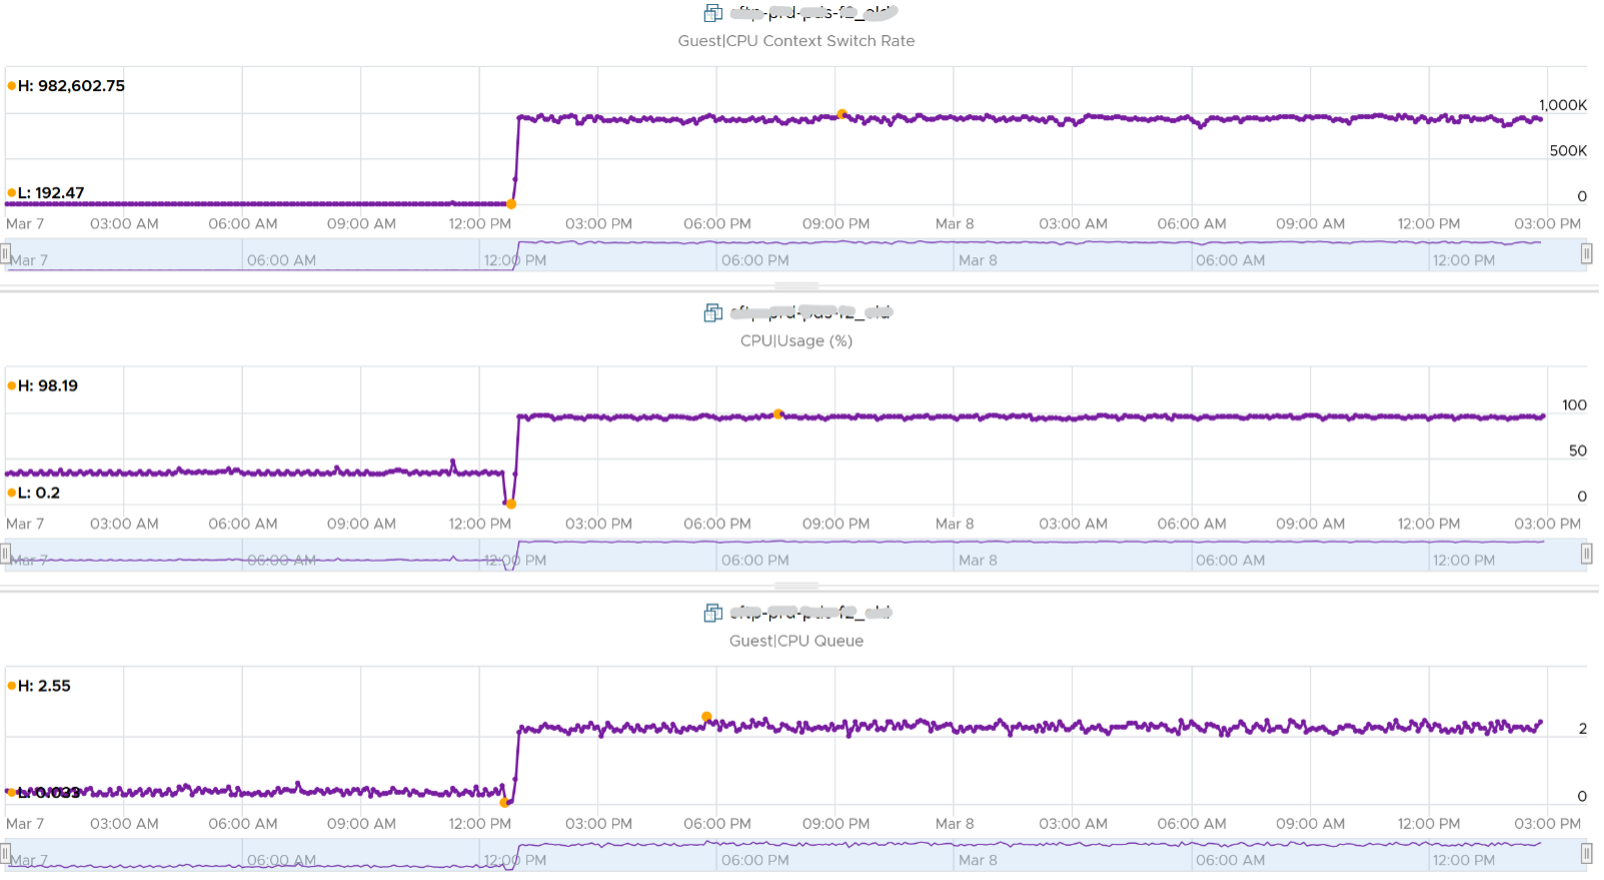 Guest|CPU Context Switch Rate
H: 982,602.75
1,000K
500K
L: 192.47
0
Mar 7 03:00 AM 06:00 AM 09:00 AM 12:00 PM 03:00 PM 06:00 PM 09:00 PM Mar 8 03:00 AM 06:00 AM 09:00 AM 12:00 PM 03:00 PM
Mar 7 06:00 AM 12:00 PM 06:00 PM Mar 8 06:00 AM 12:00 PM
CPU|Usage (%)
H: 98.19
100
50
L: 0.2
0
Mar 7 03:00 AM 06:00 AM 09:00 AM 12:00 PM 03:00 PM 06:00 PM 09:00 PM Mar 8 03:00 AM 06:00 AM 09:00 AM 12:00 PM 03:00 PM
Mar 7 06:00 AM 12:00 PM 06:00 PM Mar 8 06:00 AM 12:00 PM
Guest|CPU Queue
H: 2.55
2
L: 0.033
0
Mar 7 03:00 AM 06:00 AM 09:00 AM 12:00 PM 03:00 PM 06:00 PM 09:00 PM Mar 8 03:00 AM 06:00 AM 09:00 AM 12:00 PM 03:00 PM
Mar 7 06:00 AM 12:00 PM 06:00 PM Mar 8 06:00 AM 12:00 PM